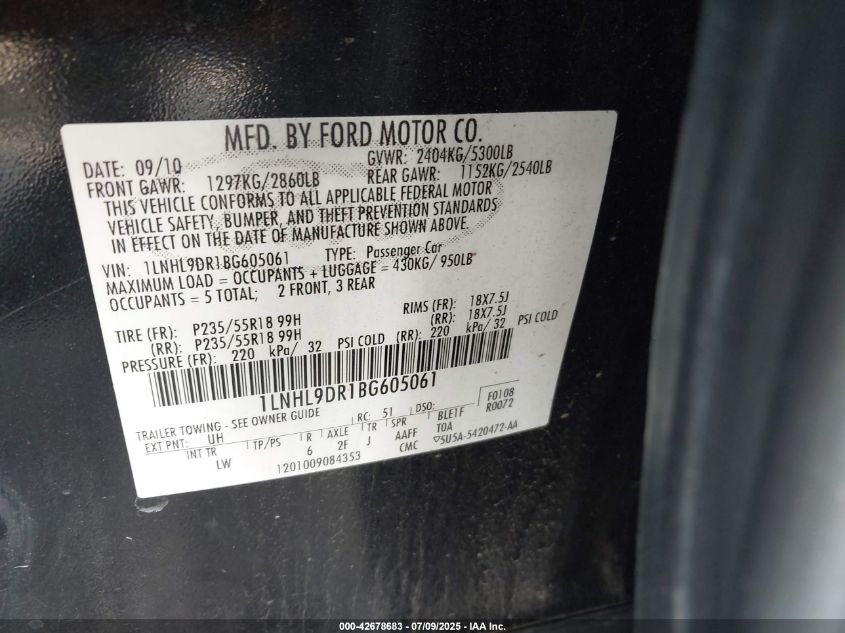 MFD. BY FORD MOTOR CO.
DATE: 09/10 GVWR: 2404KG/5300LB
FRONT GAWR: 1297KG/2860LB REAR GAWR: 1152KG/2540LB
THIS VEHICLE CONFORMS TO ALL APPLICABLE FEDERAL MOTOR
VEHICLE SAFETY, BUMPER, AND THEFT PREVENTION STANDARDS
IN EFFECT ON THE DATE OF MANUFACTURE SHOWN ABOVE.
VIN: 1LNHL9DR1BG605061 TYPE: Passenger Car
MAXIMUM LOAD = OCCUPANTS + LUGGAGE = 430KG/ 950LB
OCCUPANTS = 5 TOTAL; 2 FRONT, 3 REAR
TIRE (FR): P235/55R18 99H RIMS (FR): 18X7.5J
(RR): P235/55R18 99H (RR): 18X7.5J
PRESSURE (FR): 220 kPa/ 32 PSI COLD (RR): 220 kPa/ 32 PSI COLD
1LNHL9DR1BG605061
F0108
R0072
TRAILER TOWING - SEE OWNER GUIDE RC: 51 DSO:
EXT PNT: UH INT TR TP/PS R AXLE TR SPR BLETF
LW 6 2F J AAFF TOA
1201009084353 CMC 5U5A-5420472-AA
000-42678683 / 07/09/2025 - IAA Inc.